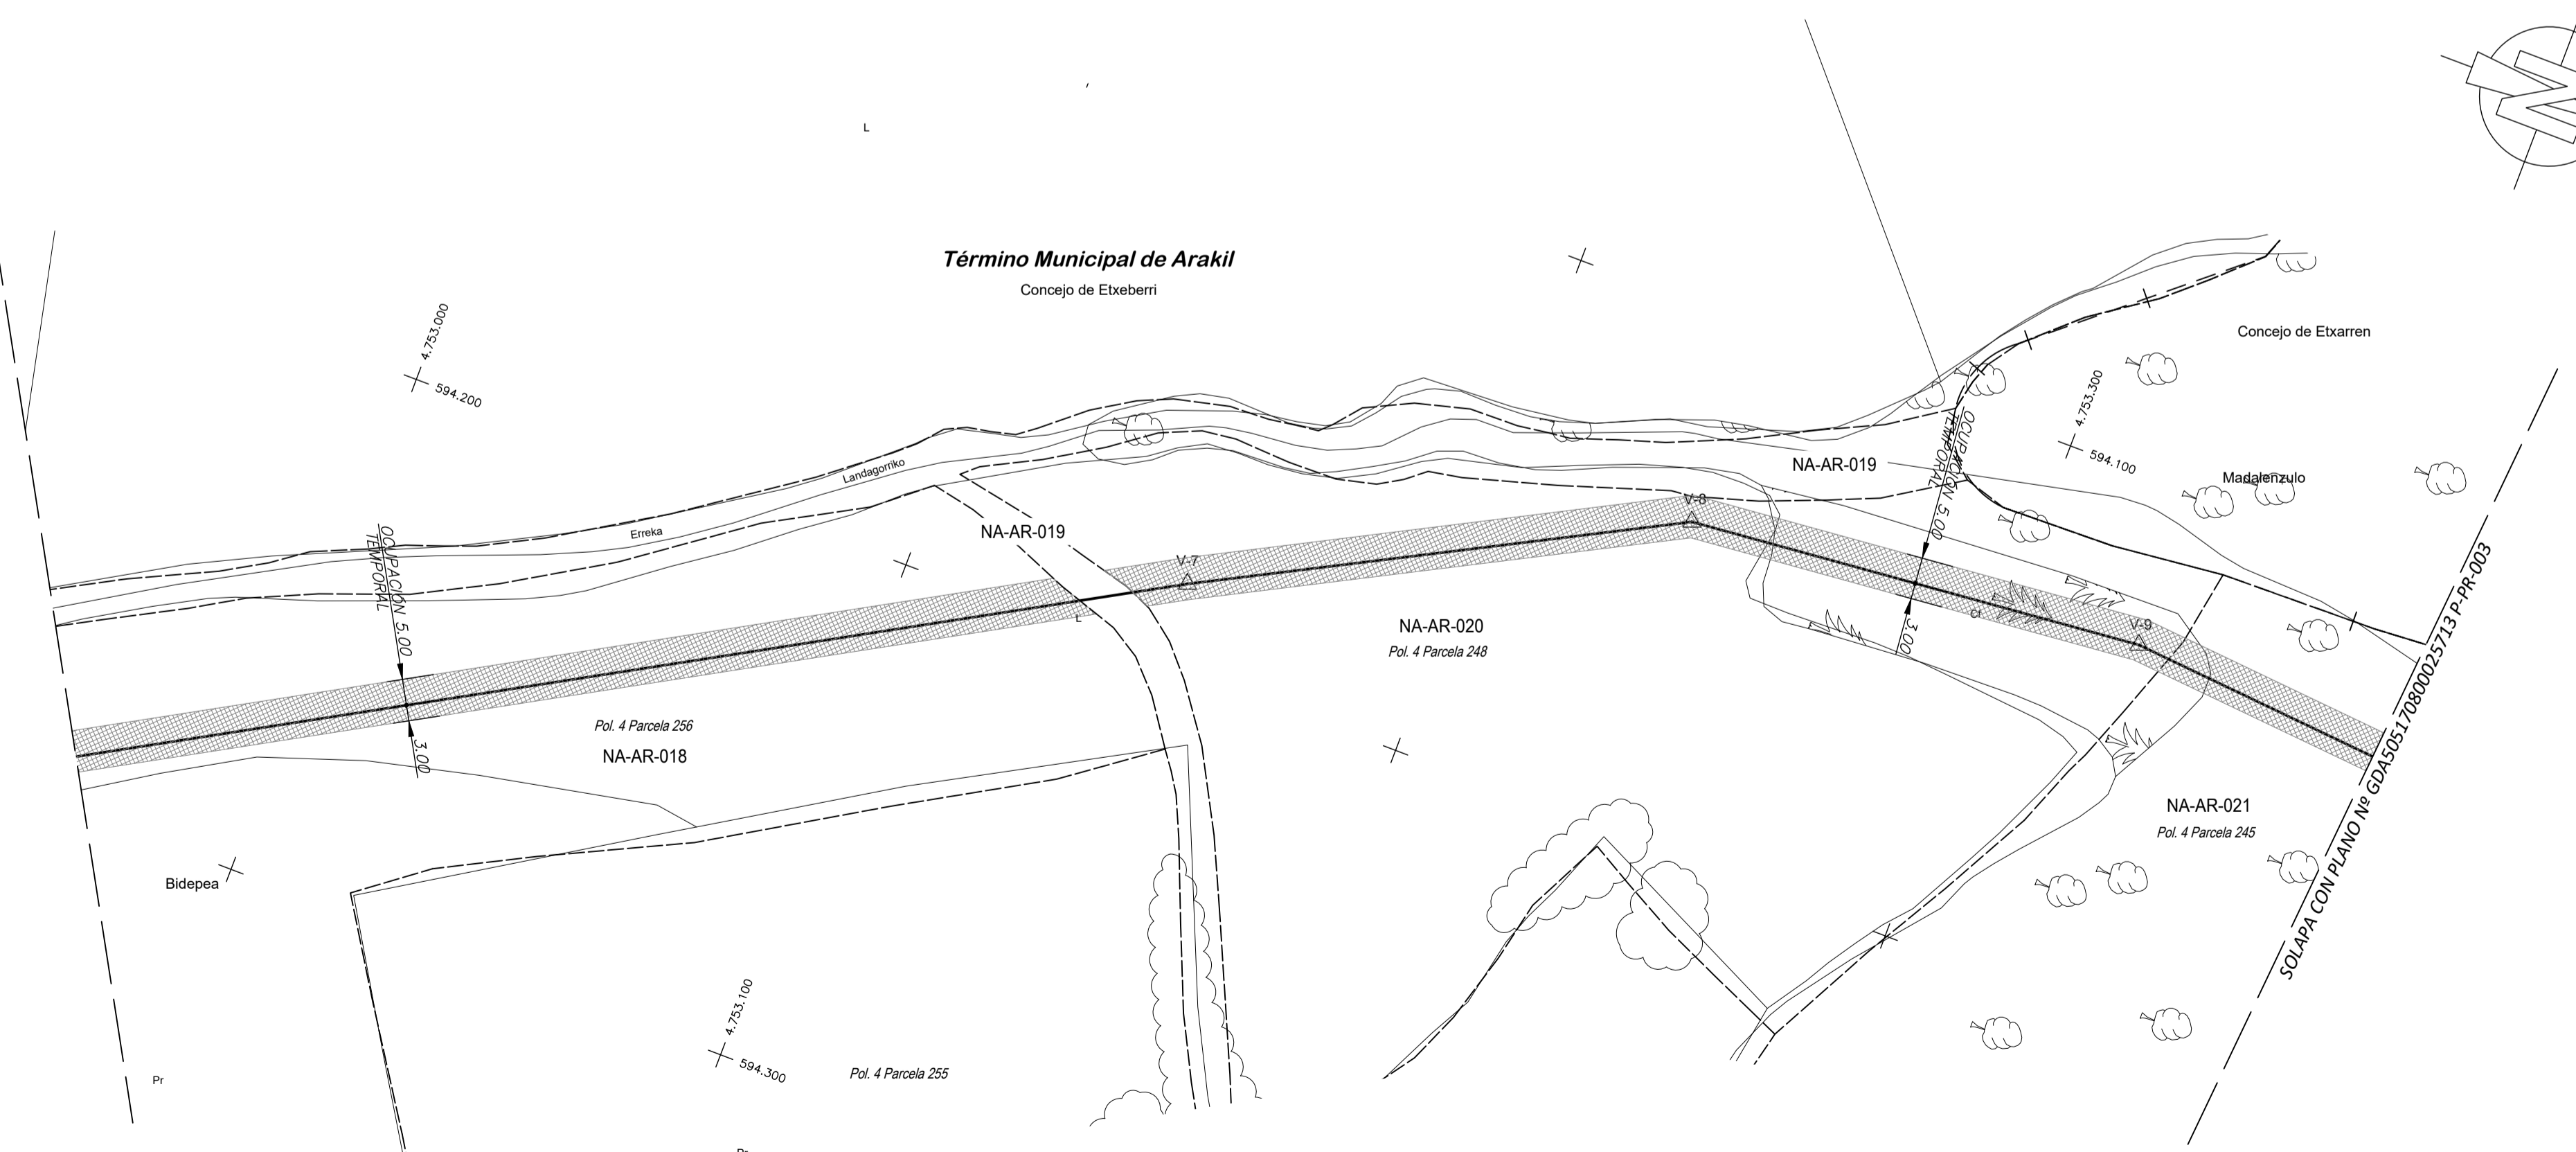 L
Término Municipal de Arakil
Concejo de Etxeberri
N
Concejo de Etxarren
4.753.000
594.200
4.753.300
594.100
Madalenzulo
Landagorriko
Erreka
NA-AR-019
NA-AR-019
OCUPACIÓN 5.00
TEMPORAL
OCUPACIÓN 5.00
TEMPORAL
V-7
V-8
V-9
Cf
L
3.00
3.00
NA-AR-020
Pol. 4 Parcela 248
Pol. 4 Parcela 256
NA-AR-018
NA-AR-021
Pol. 4 Parcela 245
SOLAPA CON PLANO Nº GDA50517080002S713 P-PR-003
Bidepea
4.753.100
594.300
Pol. 4 Parcela 255
Pr